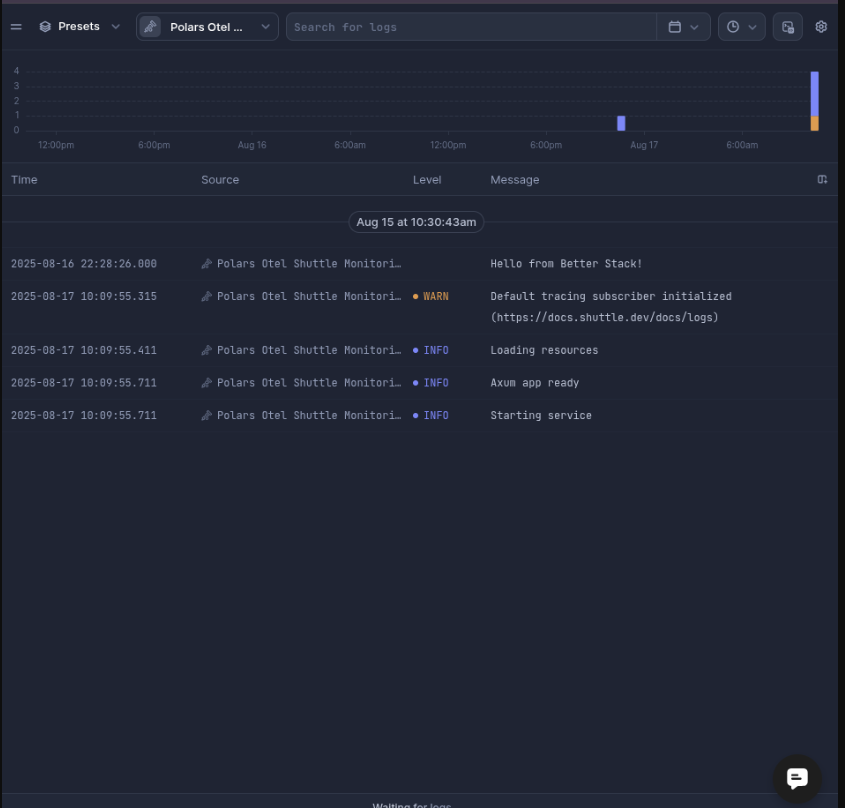 Presets Polars Otel ... Search for logs
4
3
2
1
0
12:00pm 6:00pm Aug 16 6:00am 12:00pm 6:00pm Aug 17 6:00am
Time Source Level Message
Aug 15 at 10:30:43am
2025-08-16 22:28:26.000 Polars Otel Shuttle Monitori… Hello from Better Stack!
2025-08-17 10:09:55.315 Polars Otel Shuttle Monitori… WARN Default tracing subscriber initialized
(https://docs.shuttle.dev/docs/logs)
2025-08-17 10:09:55.411 Polars Otel Shuttle Monitori… INFO Loading resources
2025-08-17 10:09:55.711 Polars Otel Shuttle Monitori… INFO Axum app ready
2025-08-17 10:09:55.711 Polars Otel Shuttle Monitori… INFO Starting service
Waiting for logs